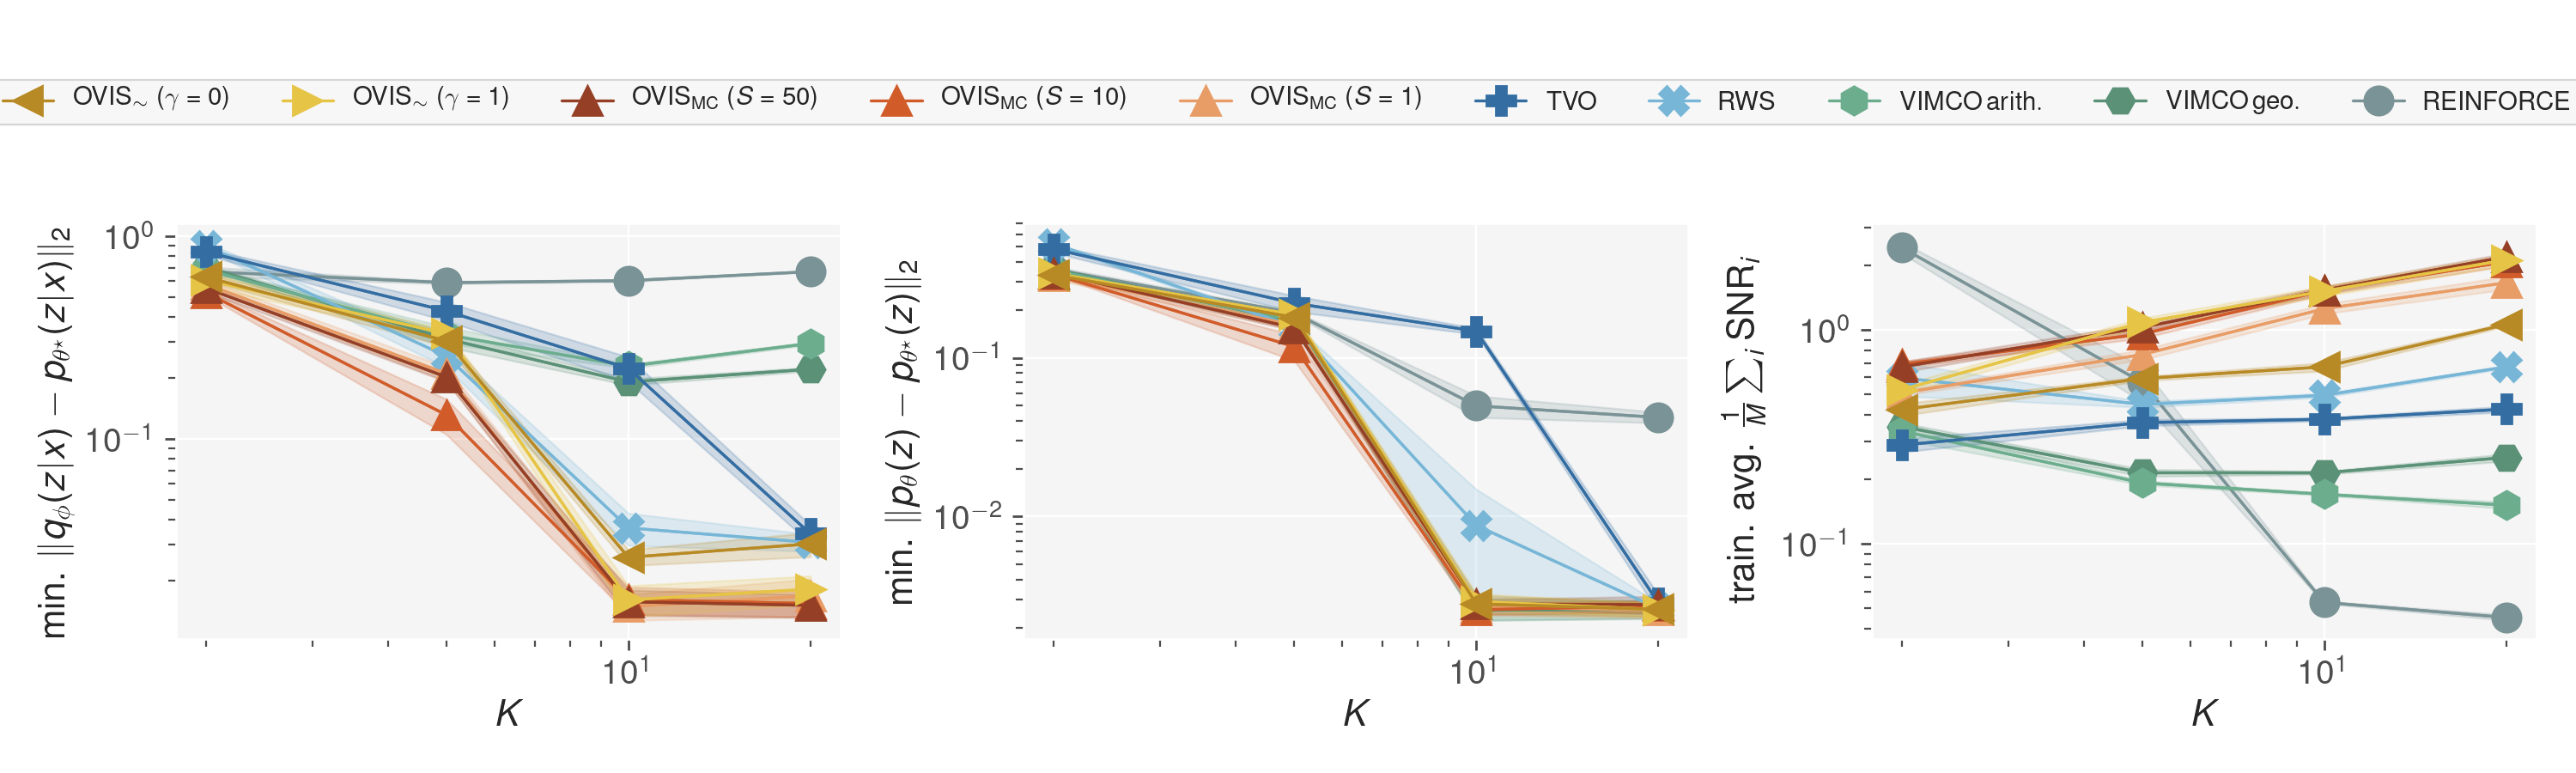 OVIS∼ (γ = 0) OVIS∼ (γ = 1) OVISMC (S = 50) OVISMC (S = 10) OVISMC (S = 1) TVO RWS VIMCO arith. VIMCO geo. REINFORCE
min. ||qϕ(z|x) − pθ⋆(z|x)||2
10^0
10^−1
10^1
K
min. ||pθ(z) − pθ⋆(z)||2
10^−1
10^−2
10^1
K
train. avg. 1/M ∑i SNRi
10^0
10^−1
10^1
K